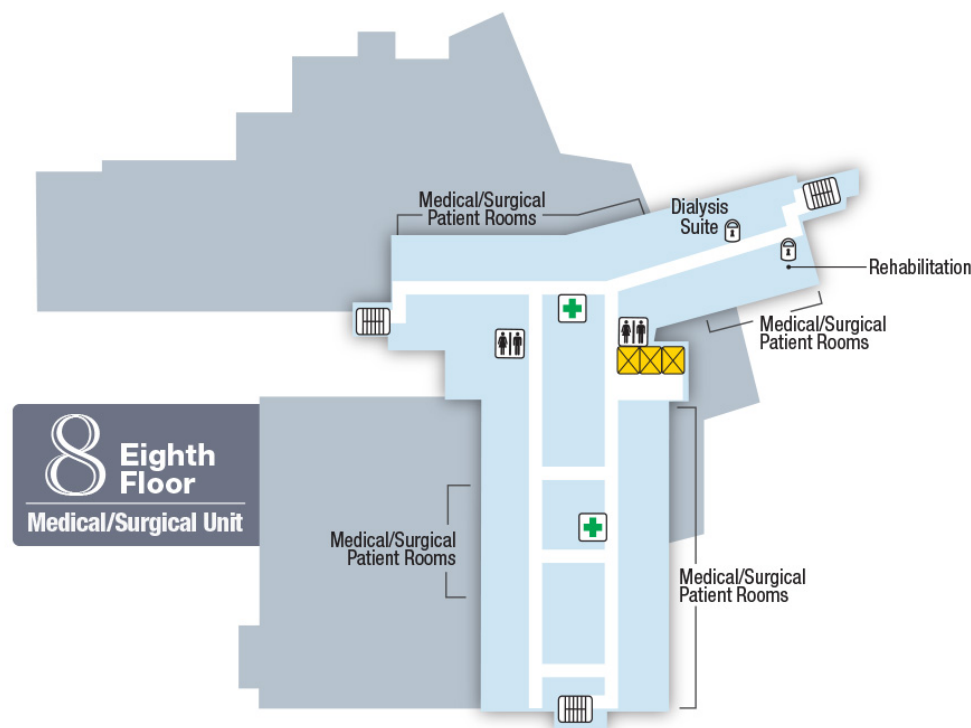 Medical/Surgical
Patient Rooms
Dialysis
Suite
Rehabilitation
Medical/Surgical
Patient Rooms
8
Eighth
Floor
Medical/Surgical Unit
Medical/Surgical
Patient Rooms
Medical/Surgical
Patient Rooms